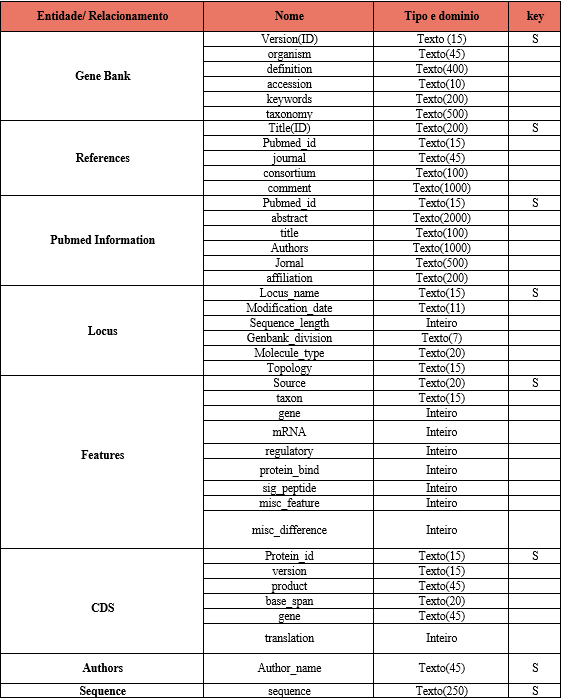 Entidade/ Relacionamento Nome Tipo e dominio key
Gene Bank Version(ID) Texto (15) S
organism Texto(45)
definition Texto(400)
accession Texto(10)
keywords Texto(200)
taxonomy Texto(500)
References Title(ID) Texto(200) S
Pubmed_id Texto(15)
journal Texto(45)
consortium Texto(100)
comment Texto(1000)
Pubmed Information Pubmed_id Texto(15) S
abstract Texto(2000)
title Texto(100)
Authors Texto(1000)
Jornal Texto(500)
affiliation Texto(200)
Locus Locus_name Texto(15) S
Modification_date Texto(11)
Sequence_length Inteiro
Genbank_division Texto(7)
Molecule_type Texto(20)
Topology Texto(15)
Features Source Texto(20) S
taxon Texto(15)
gene Inteiro
mRNA Inteiro
regulatory Inteiro
protein_bind Inteiro
sig_peptide Inteiro
misc_feature Inteiro
misc_difference Inteiro
CDS Protein_id Texto(15) S
version Texto(15)
product Texto(45)
base_span Texto(20)
gene Texto(45)
translation Inteiro
Authors Author_name Texto(45) S
Sequence sequence Texto(250) S